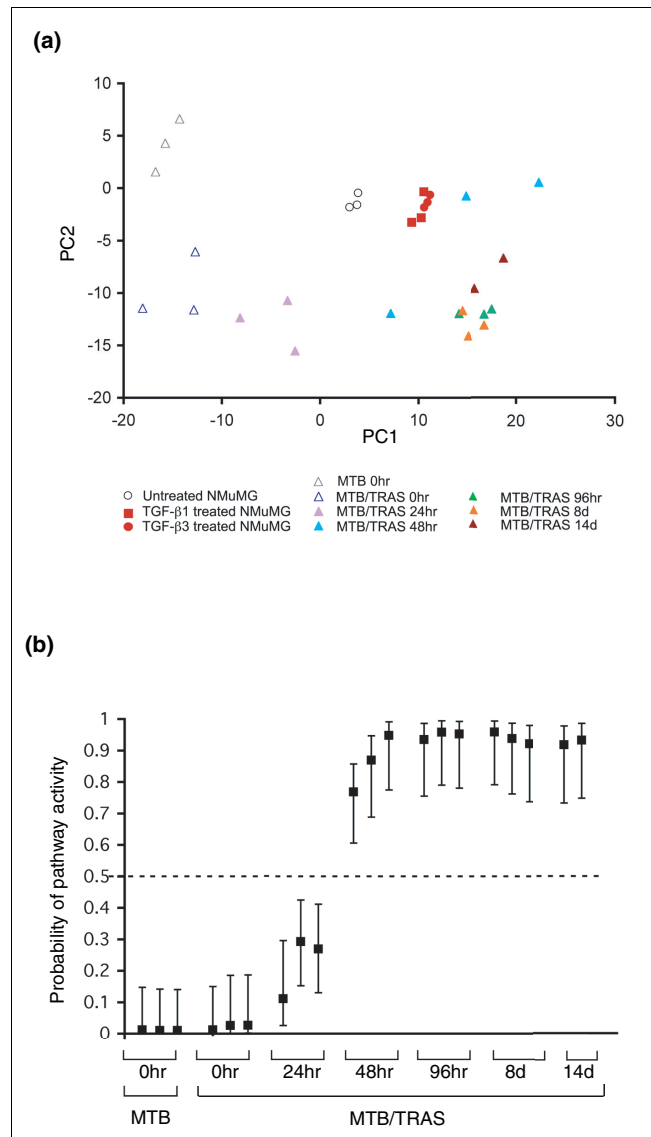 (a)
10
5
0
-5
-10
-15
-20
PC2
-20 -10 0 10 20 30
PC1
Untreated NMuMG
TGF-β1 treated NMuMG
TGF-β3 treated NMuMG
MTB 0hr
MTB/TRAS 0hr
MTB/TRAS 24hr
MTB/TRAS 48hr
MTB/TRAS 96hr
MTB/TRAS 8d
MTB/TRAS 14d
(b)
Probability of pathway activity
1
0.9
0.8
0.7
0.6
0.5
0.4
0.3
0.2
0.1
0
0hr 0hr 24hr 48hr 96hr 8d 14d
MTB MTB/TRAS